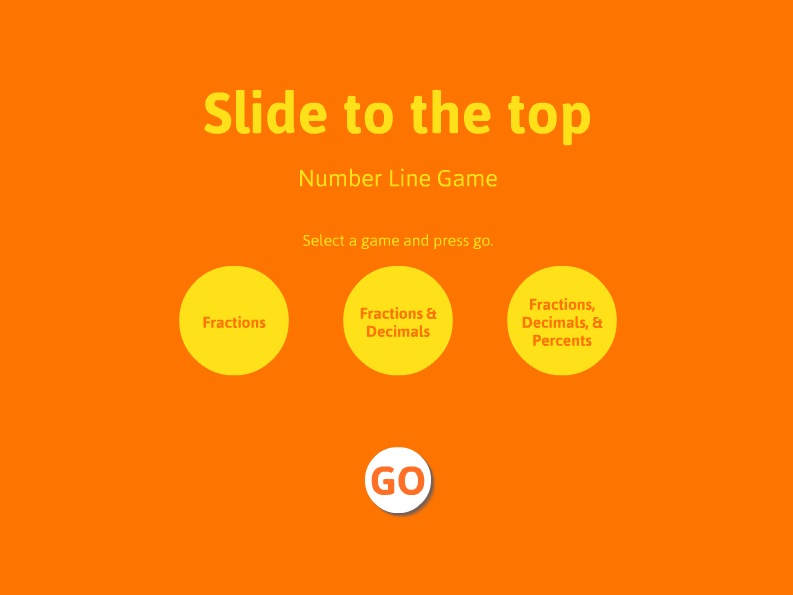 Slide to the top
Number Line Game
Select a game and press go.
Fractions
Fractions &
Decimals
Fractions,
Decimals, &
Percents
GO